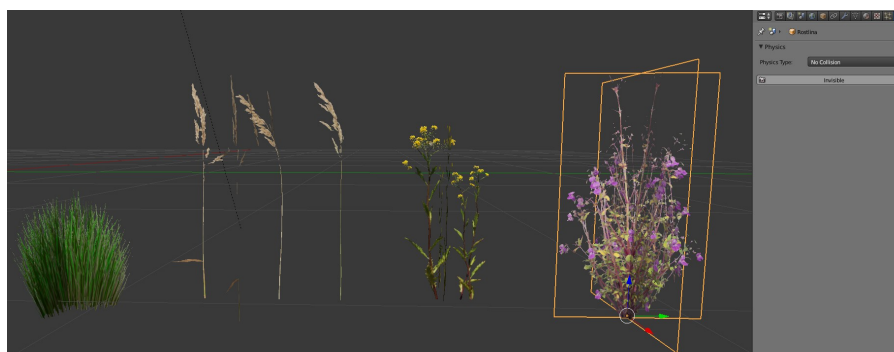 Rostlina
Physics
Physics Type:
No Collision
Invisible